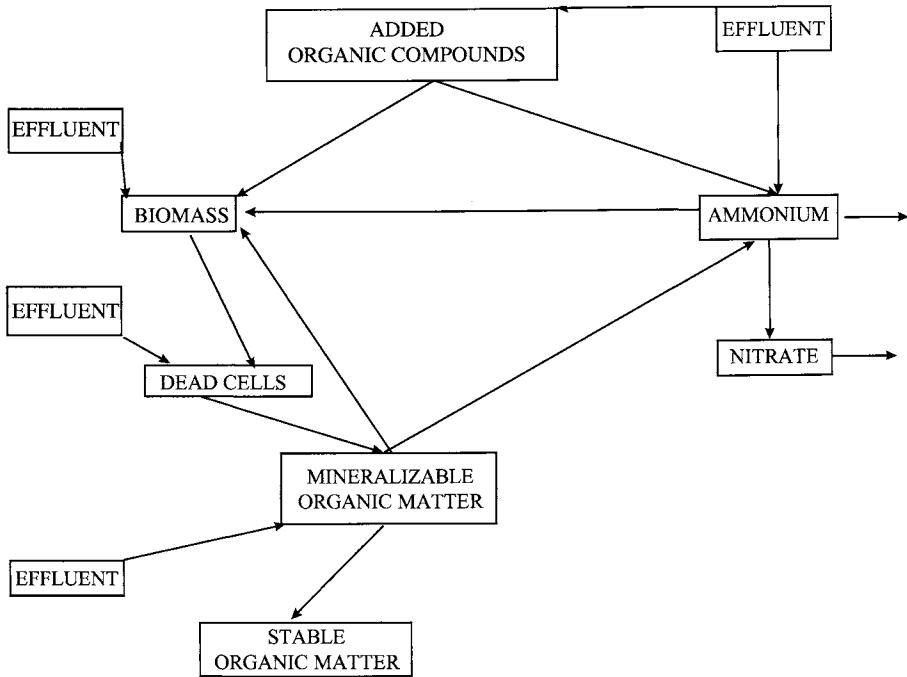 ADDED
ORGANIC COMPOUNDS
EFFLUENT
EFFLUENT
BIOMASS
AMMONIUM
EFFLUENT
NITRATE
DEAD CELLS
MINERALIZABLE
ORGANIC MATTER
EFFLUENT
STABLE
ORGANIC MATTER